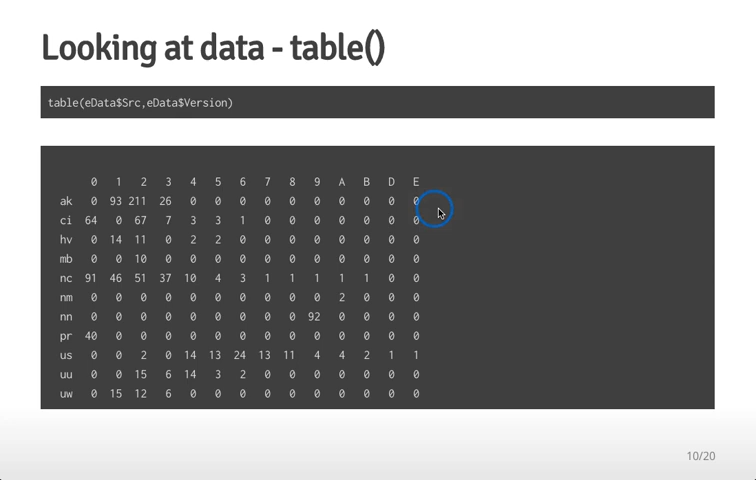 Looking at data - table()
table(eData$Src,eData$Version)
0 1 2 3 4 5 6 7 8 9 A B D E
ak 0 93 211 26 0 0 0 0 0 0 0 0 0 0
ci 64 0 67 7 3 3 1 0 0 0 0 0 0 0
hv 0 14 11 0 2 2 0 0 0 0 0 0 0 0
mb 0 0 10 0 0 0 0 0 0 0 0 0 0 0
nc 91 46 51 37 10 4 3 1 1 1 1 1 0 0
nm 0 0 0 0 0 0 0 0 0 0 2 0 0 0
nn 0 0 0 0 0 0 0 0 0 92 0 0 0 0
pr 40 0 0 0 0 0 0 0 0 0 0 0 0 0
us 0 0 2 0 14 13 24 13 11 4 4 2 1 1
uu 0 0 15 6 14 3 2 0 0 0 0 0 0 0
uw 0 15 12 6 0 0 0 0 0 0 0 0 0 0
10/20